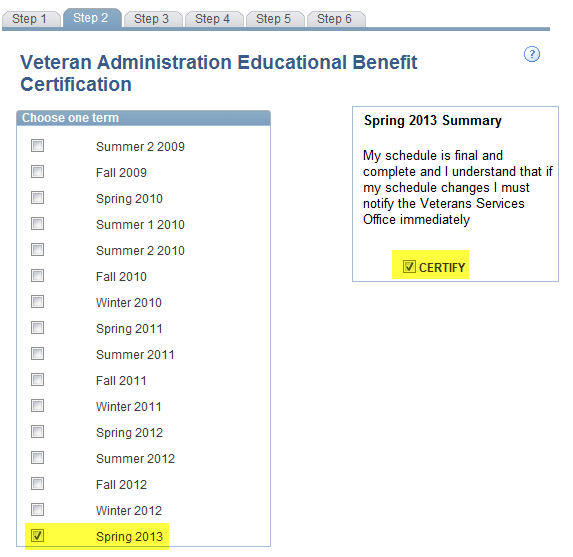 Step 1 Step 2 Step 3 Step 4 Step 5 Step 6
Veteran Administration Educational Benefit
Certification
?
Choose one term
Summer 2 2009
Fall 2009
Spring 2010
Summer 1 2010
Summer 2 2010
Fall 2010
Winter 2010
Spring 2011
Summer 2011
Fall 2011
Winter 2011
Spring 2012
Summer 2012
Fall 2012
Winter 2012
Spring 2013
Spring 2013 Summary
My schedule is final and
complete and I understand that if
my schedule changes I must
notify the Veterans Services
Office immediately
CERTIFY